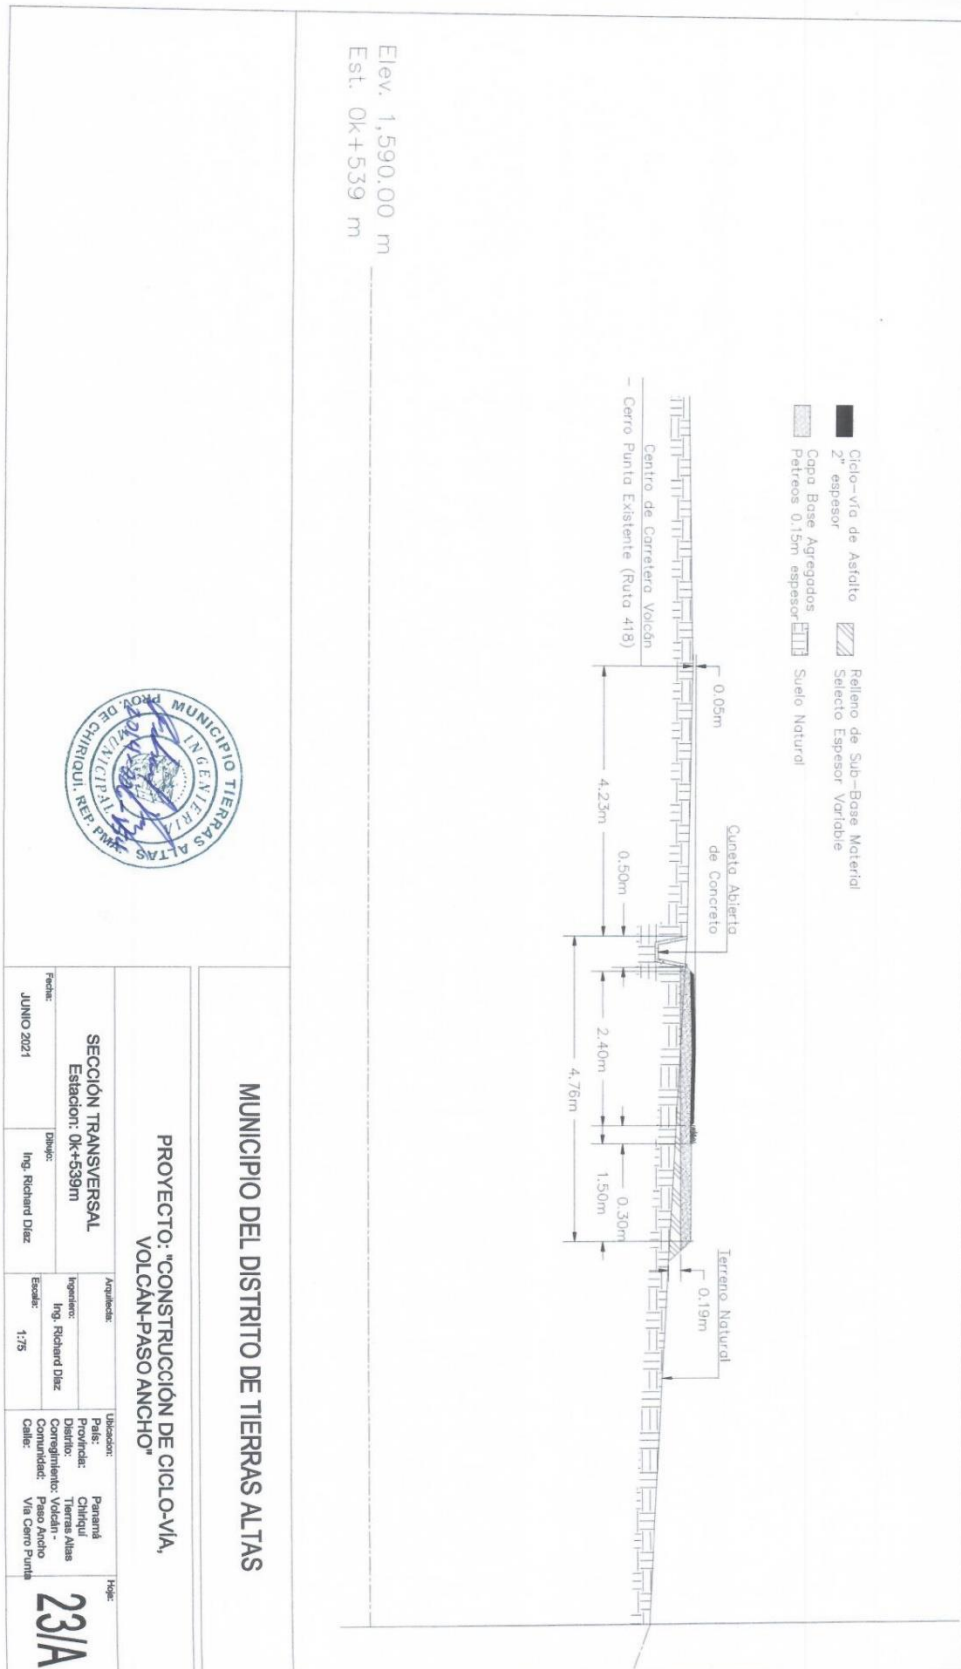 Ciclo-vía de Asfalto
2" espesor
Relleno de Sub-Base Material
Selecto Espesor Variable
Capa Base Agregados
Petreos 0.15m espesor
Suelo Natural
Centro de Carretera Volcán
- Cerro Punta Existente (Ruta 418)
0.05m
4.23m
Cuneta Abierta
de Concreto
0.50m
2.40m
4.76m
0.30m
1.50m
Terreno Natural
0.19m
Elev. 1,590.00 m
Est. 0k+539 m
MUNICIPIO TIERRAS ALTAS
INGENIERIA
MUNICIPAL
PROV. DE CHIRIQUI. REP. PMA.
MUNICIPIO DEL DISTRITO DE TIERRAS ALTAS
PROYECTO: "CONSTRUCCIÓN DE CICLO-VÍA,
VOLCÁN-PASO ANCHO"
SECCIÓN TRANSVERSAL
Estacion: 0k+539m
Fecha:
JUNIO 2021
Dibujo:
Ing. Richard Díaz
Arquitecto:
Ingeniero:
Ing. Richard Díaz
Escala:
1:75
Ubicacion:
País: Panamá
Provincia: Chiriquí
Distrito: Tierras Altas
Corregimiento: Volcán -
Comunidad: Paso Ancho
Calle: Vía Cerro Punta
Hoja:
23/A